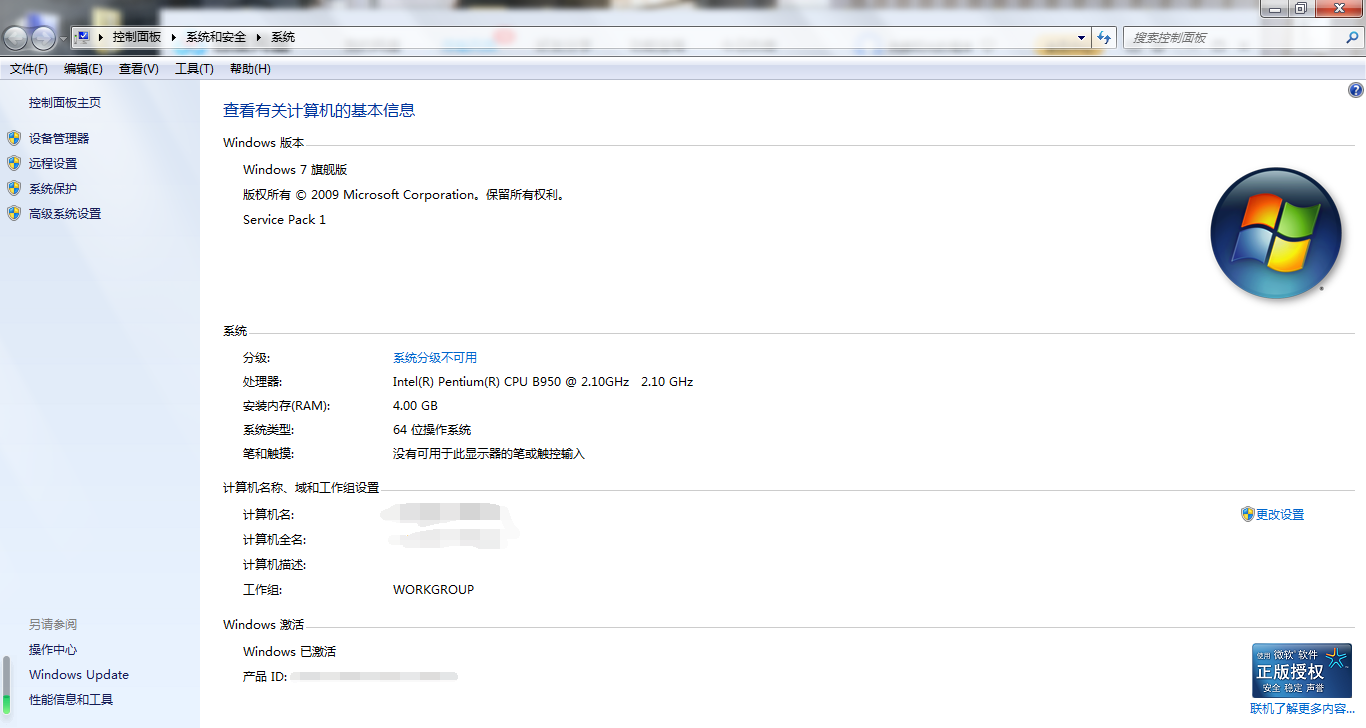 控制面板 系统和安全 系统
搜索控制面板
文件(F) 编辑(E) 查看(V) 工具(T) 帮助(H)
控制面板主页
设备管理器
远程设置
系统保护
高级系统设置
查看有关计算机的基本信息
Windows 版本
Windows 7 旗舰版
版权所有 © 2009 Microsoft Corporation。保留所有权利。
Service Pack 1
系统
分级: 系统分级不可用
处理器: Intel(R) Pentium(R) CPU B950 @ 2.10GHz 2.10 GHz
安装内存(RAM): 4.00 GB
系统类型: 64 位操作系统
笔和触摸: 没有可用于此显示器的笔或触控输入
计算机名称、域和工作组设置
计算机名: 更改设置
计算机全名:
计算机描述:
工作组: WORKGROUP
Windows 激活
Windows 已激活
产品 ID:
使用 微软 软件
正版授权
安全 稳定 声誉
联机了解更多内容...
另请参阅
操作中心
Windows Update
性能信息和工具